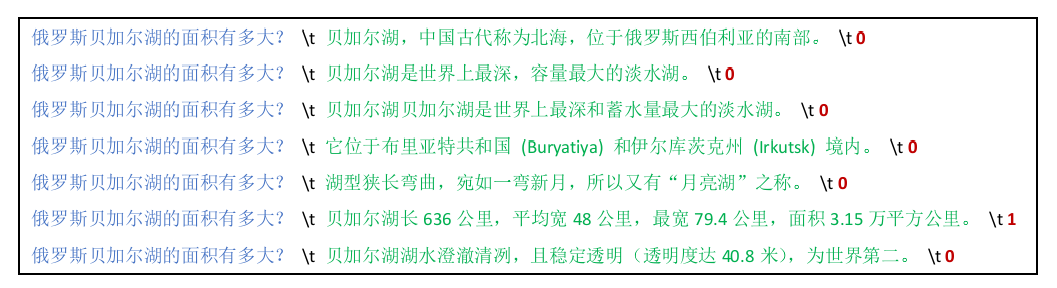 俄罗斯贝加尔湖的面积有多大? \t 贝加尔湖，中国古代称为北海，位于俄罗斯西伯利亚的南部。 \t 0
俄罗斯贝加尔湖的面积有多大? \t 贝加尔湖是世界上最深，容量最大的淡水湖。 \t 0
俄罗斯贝加尔湖的面积有多大? \t 贝加尔湖贝加尔湖是世界上最深和蓄水量最大的淡水湖。 \t 0
俄罗斯贝加尔湖的面积有多大? \t 它位于布里亚特共和国 (Buryatiya) 和伊尔库茨克州 (Irkutsk) 境内。 \t 0
俄罗斯贝加尔湖的面积有多大? \t 湖型狭长弯曲，宛如一弯新月，所以又有“月亮湖”之称。 \t 0
俄罗斯贝加尔湖的面积有多大? \t 贝加尔湖长 636 公里，平均宽 48 公里，最宽 79.4 公里，面积 3.15 万平方公里。 \t 1
俄罗斯贝加尔湖的面积有多大? \t 贝加尔湖湖水澄澈清冽，且稳定透明（透明度达 40.8 米），为世界第二。 \t 0